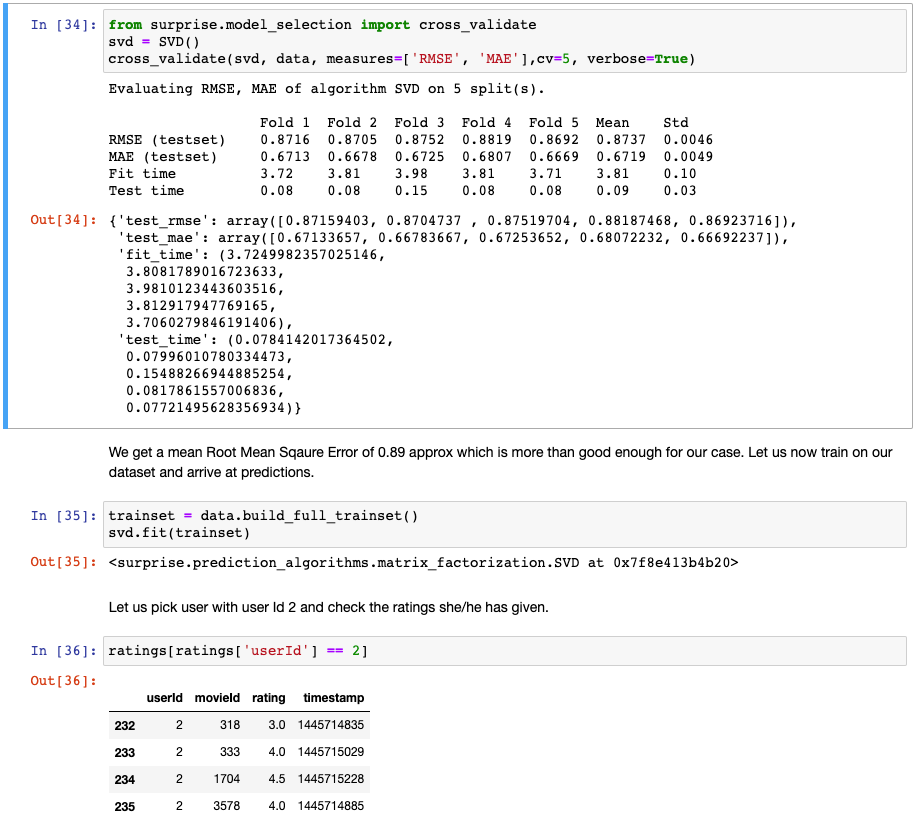 In [34]: from surprise.model_selection import cross_validate
svd = SVD()
cross_validate(svd, data, measures=['RMSE', 'MAE'],cv=5, verbose=True)
Evaluating RMSE, MAE of algorithm SVD on 5 split(s).
Fold 1 Fold 2 Fold 3 Fold 4 Fold 5 Mean Std
RMSE (testset) 0.8716 0.8705 0.8752 0.8819 0.8692 0.8737 0.0046
MAE (testset) 0.6713 0.6678 0.6725 0.6807 0.6669 0.6719 0.0049
Fit time 3.72 3.81 3.98 3.81 3.71 3.81 0.10
Test time 0.08 0.08 0.15 0.08 0.08 0.09 0.03
Out[34]: {'test_rmse': array([0.87159403, 0.8704737 , 0.87519704, 0.88187468, 0.86923716]),
'test_mae': array([0.67133657, 0.66783667, 0.67253652, 0.68072232, 0.66692237]),
'fit_time': (3.7249982357025146,
3.8081789016723633,
3.9810123443603516,
3.812917947769165,
3.7060279846191406),
'test_time': (0.0784142017364502,
0.07996010780334473,
0.15488266944885254,
0.0817861557006836,
0.07721495628356934)}
We get a mean Root Mean Sqaure Error of 0.89 approx which is more than good enough for our case. Let us now train on our
dataset and arrive at predictions.
In [35]: trainset = data.build_full_trainset()
svd.fit(trainset)
Out[35]: <surprise.prediction_algorithms.matrix_factorization.SVD at 0x7f8e413b4b20>
Let us pick user with user Id 2 and check the ratings she/he has given.
In [36]: ratings[ratings['userId'] == 2]
Out[36]:
userId movieId rating timestamp
232 2 318 3.0 1445714835
233 2 333 4.0 1445715029
234 2 1704 4.5 1445715228
235 2 3578 4.0 1445714885